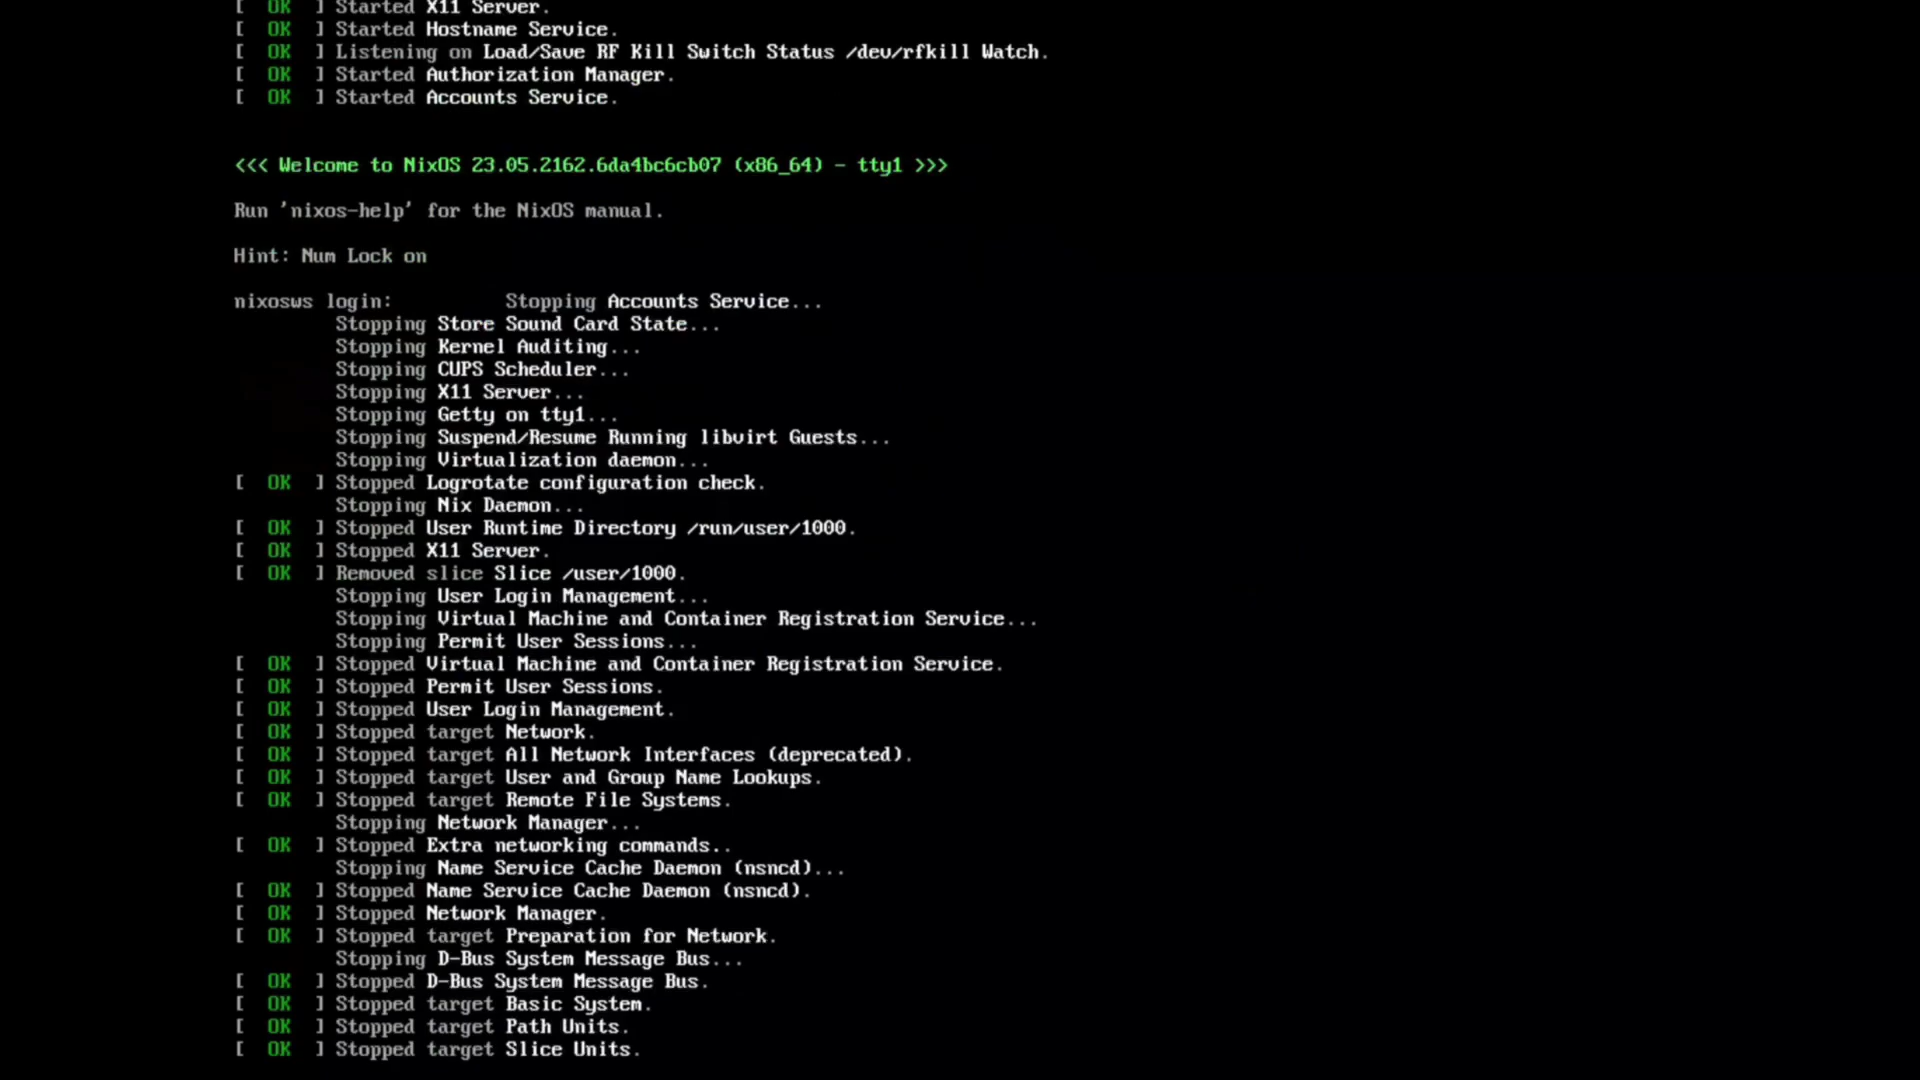 [  OK  ] Started X11 Server.
[  OK  ] Started Hostname Service.
[  OK  ] Listening on Load/Save RF Kill Switch Status /dev/rfkill Watch.
[  OK  ] Started Authorization Manager.
[  OK  ] Started Accounts Service.
<<< Welcome to NixOS 23.05.2162.6da4bc6cb07 (x86_64) - tty1 >>>
Run 'nixos-help' for the NixOS manual.
Hint: Num Lock on
nixosws login:          Stopping Accounts Service...
         Stopping Store Sound Card State...
         Stopping Kernel Auditing...
         Stopping CUPS Scheduler...
         Stopping X11 Server...
         Stopping Getty on tty1...
         Stopping Suspend/Resume Running libvirt Guests...
         Stopping Virtualization daemon...
[  OK  ] Stopped Logrotate configuration check.
         Stopping Nix Daemon...
[  OK  ] Stopped User Runtime Directory /run/user/1000.
[  OK  ] Stopped X11 Server.
[  OK  ] Removed slice Slice /user/1000.
         Stopping User Login Management...
         Stopping Virtual Machine and Container Registration Service...
         Stopping Permit User Sessions...
[  OK  ] Stopped Virtual Machine and Container Registration Service.
[  OK  ] Stopped Permit User Sessions.
[  OK  ] Stopped User Login Management.
[  OK  ] Stopped target Network.
[  OK  ] Stopped target All Network Interfaces (deprecated).
[  OK  ] Stopped target User and Group Name Lookups.
[  OK  ] Stopped target Remote File Systems.
         Stopping Network Manager...
[  OK  ] Stopped Extra networking commands..
         Stopping Name Service Cache Daemon (nsncd)...
[  OK  ] Stopped Name Service Cache Daemon (nsncd).
[  OK  ] Stopped Network Manager.
[  OK  ] Stopped target Preparation for Network.
         Stopping D-Bus System Message Bus...
[  OK  ] Stopped D-Bus System Message Bus.
[  OK  ] Stopped target Basic System.
[  OK  ] Stopped target Path Units.
[  OK  ] Stopped target Slice Units.